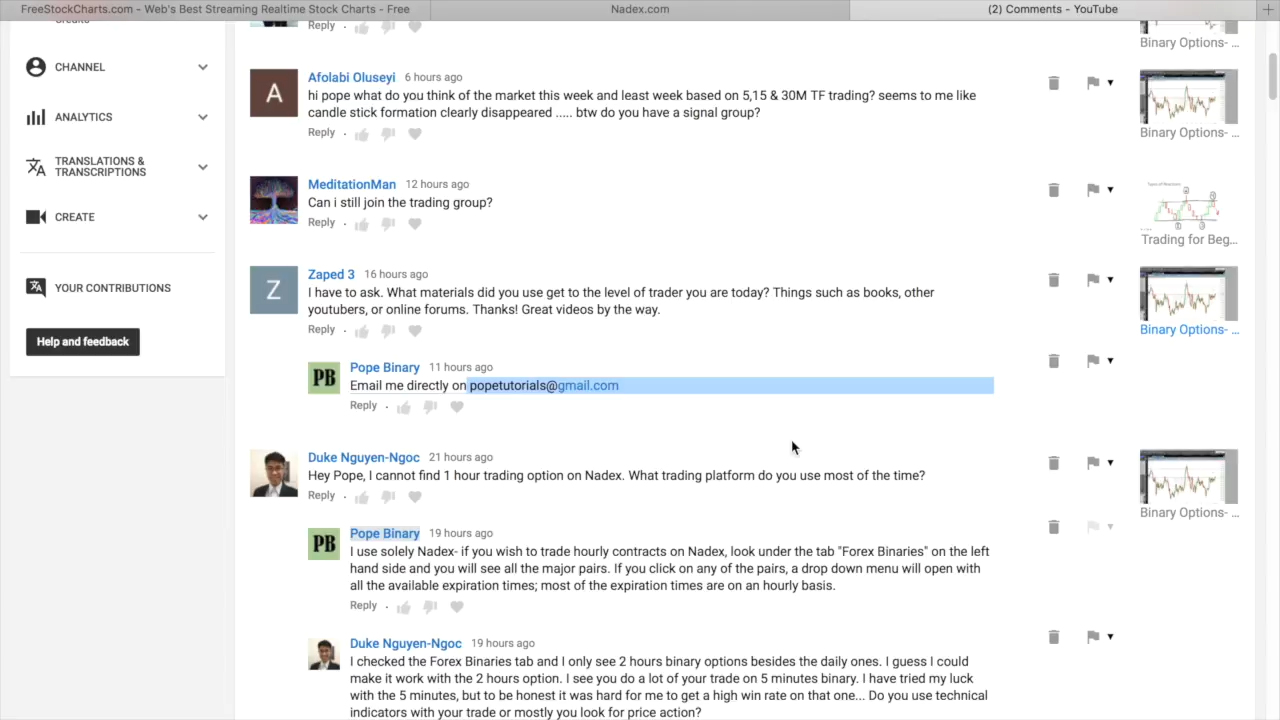 FreeStockCharts.com - Web's Best Streaming Realtime Stock Charts - Free
Nadex.com
(2) Comments - YouTube
Credits
CHANNEL
ANALYTICS
TRANSLATIONS &
TRANSCRIPTIONS
CREATE
YOUR CONTRIBUTIONS
Help and feedback
Reply
Binary Options- ...
A
Afolabi Oluseyi 6 hours ago
hi pope what do you think of the market this week and least week based on 5,15 & 30M TF trading? seems to me like
candle stick formation clearly disappeared ..... btw do you have a signal group?
Reply
Binary Options- ...
MeditationMan 12 hours ago
Can i still join the trading group?
Reply
Trading for Beg...
Z
Zaped 3 16 hours ago
I have to ask. What materials did you use get to the level of trader you are today? Things such as books, other
youtubers, or online forums. Thanks! Great videos by the way.
Reply
Binary Options- ...
PB
Pope Binary 11 hours ago
Email me directly on popetutorials@gmail.com
Reply
Duke Nguyen-Ngoc 21 hours ago
Hey Pope, I cannot find 1 hour trading option on Nadex. What trading platform do you use most of the time?
Reply
Binary Options- ...
PB
Pope Binary 19 hours ago
I use solely Nadex- if you wish to trade hourly contracts on Nadex, look under the tab "Forex Binaries" on the left
hand side and you will see all the major pairs. If you click on any of the pairs, a drop down menu will open with
all the available expiration times; most of the expiration times are on an hourly basis.
Reply
Duke Nguyen-Ngoc 19 hours ago
I checked the Forex Binaries tab and I only see 2 hours binary options besides the daily ones. I guess I could
make it work with the 2 hours option. I see you do a lot of your trade on 5 minutes binary. I have tried my luck
with the 5 minutes, but to be honest it was hard for me to get a high win rate on that one... Do you use technical
indicators with your trade or mostly you look for price action?